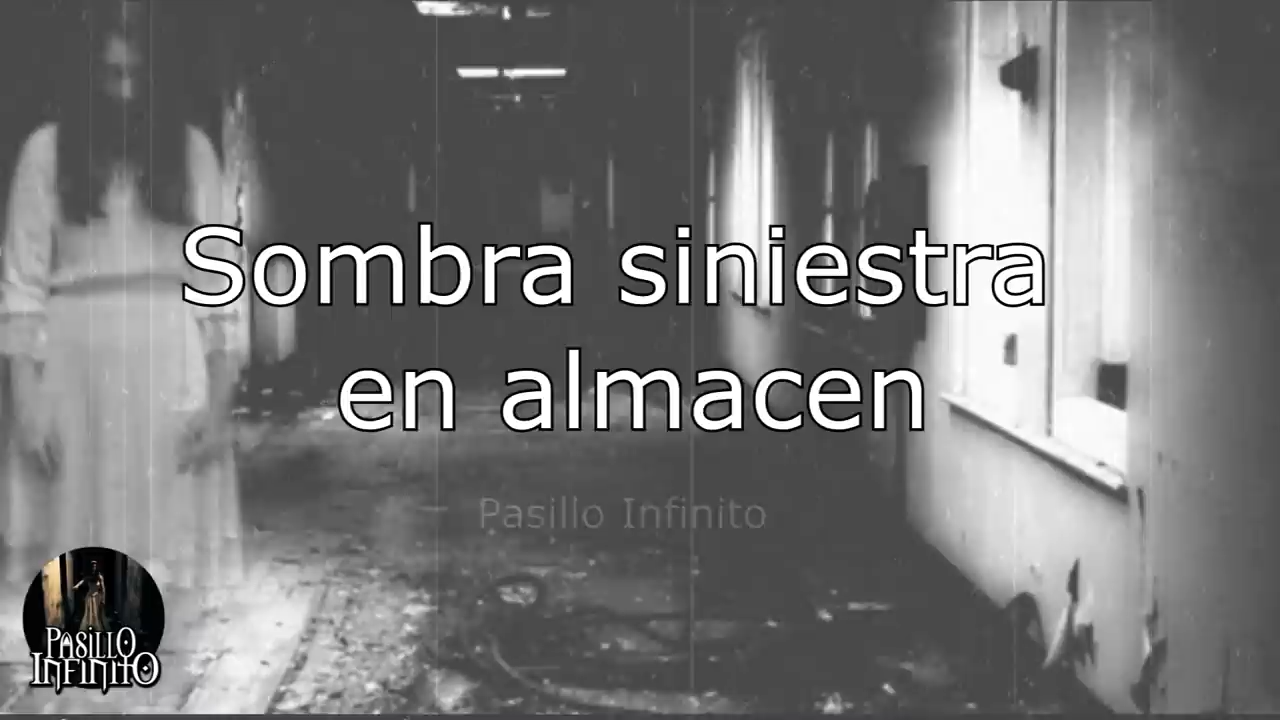 Sombra siniestra
en almacen
Pasillo Infinito
PASILLO
INFINITO